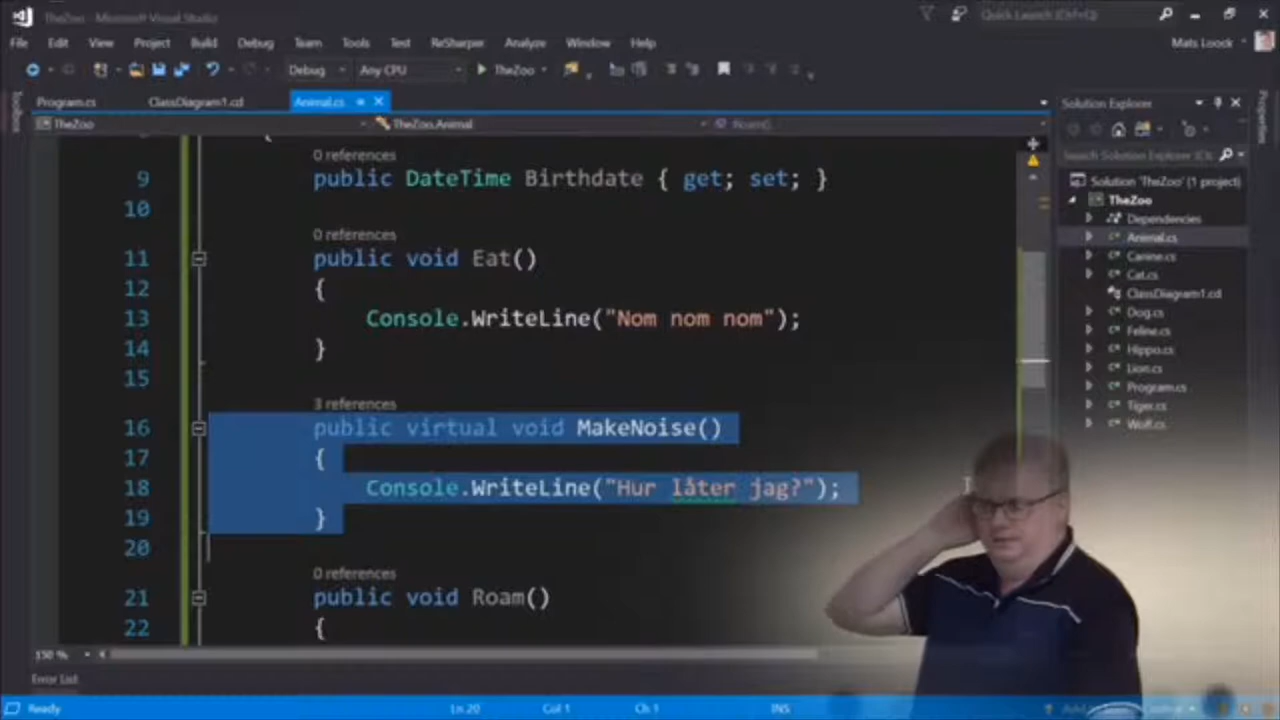 TheZoo - Microsoft Visual Studio
Quick Launch (Ctrl+Q)
File Edit View Project Build Debug Team Tools Test ReSharper Analyze Window Help
Mats Loock
Debug Any CPU TheZoo
Toolbox
Program.cs ClassDiagram1.cd Animal.cs
TheZoo TheZoo.Animal Roam()
0 references
9 public DateTime Birthdate { get; set; }
10
0 references
11 public void Eat()
12 {
13 Console.WriteLine("Nom nom nom");
14 }
15
3 references
16 public virtual void MakeNoise()
17 {
18 Console.WriteLine("Hur låter jag?");
19 }
20
0 references
21 public void Roam()
22 {
150 %
Error List
Ready Ln 20 Col 1 Ch 1 INS
Solution Explorer
Search Solution Explorer
Solution 'TheZoo' (1 project)
TheZoo
Dependencies
Animal.cs
Canine.cs
Cat.cs
ClassDiagram1.cd
Dog.cs
Feline.cs
Hippo.cs
Lion.cs
Program.cs
Tiger.cs
Wolf.cs
Properties